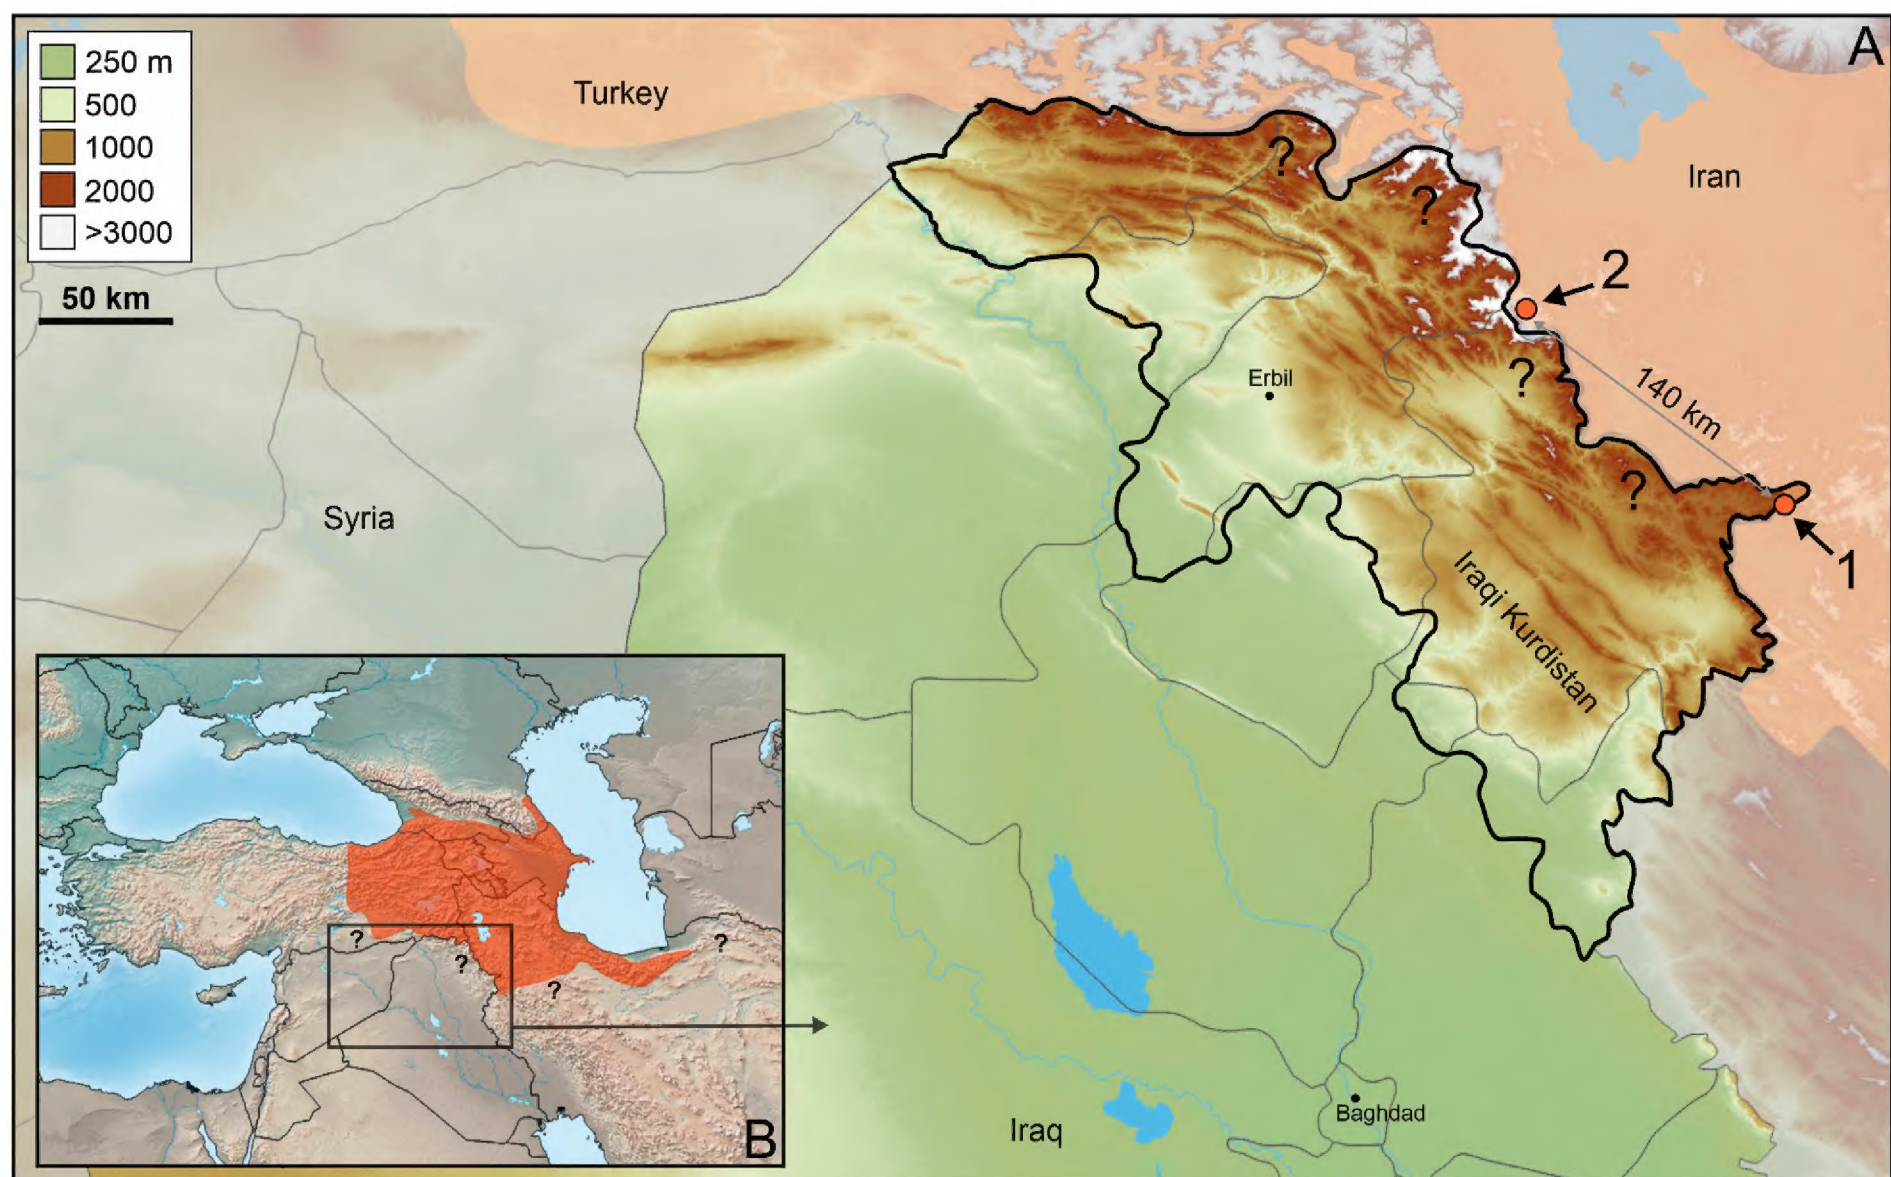 A
250 m
500
1000
2000
>3000
50 km
Turkey
Iran
?
?
2
?
140 km
Erbil
?
1
Syria
Iraqi Kurdistan
?
?
?
?
B
Iraq
Baghdad